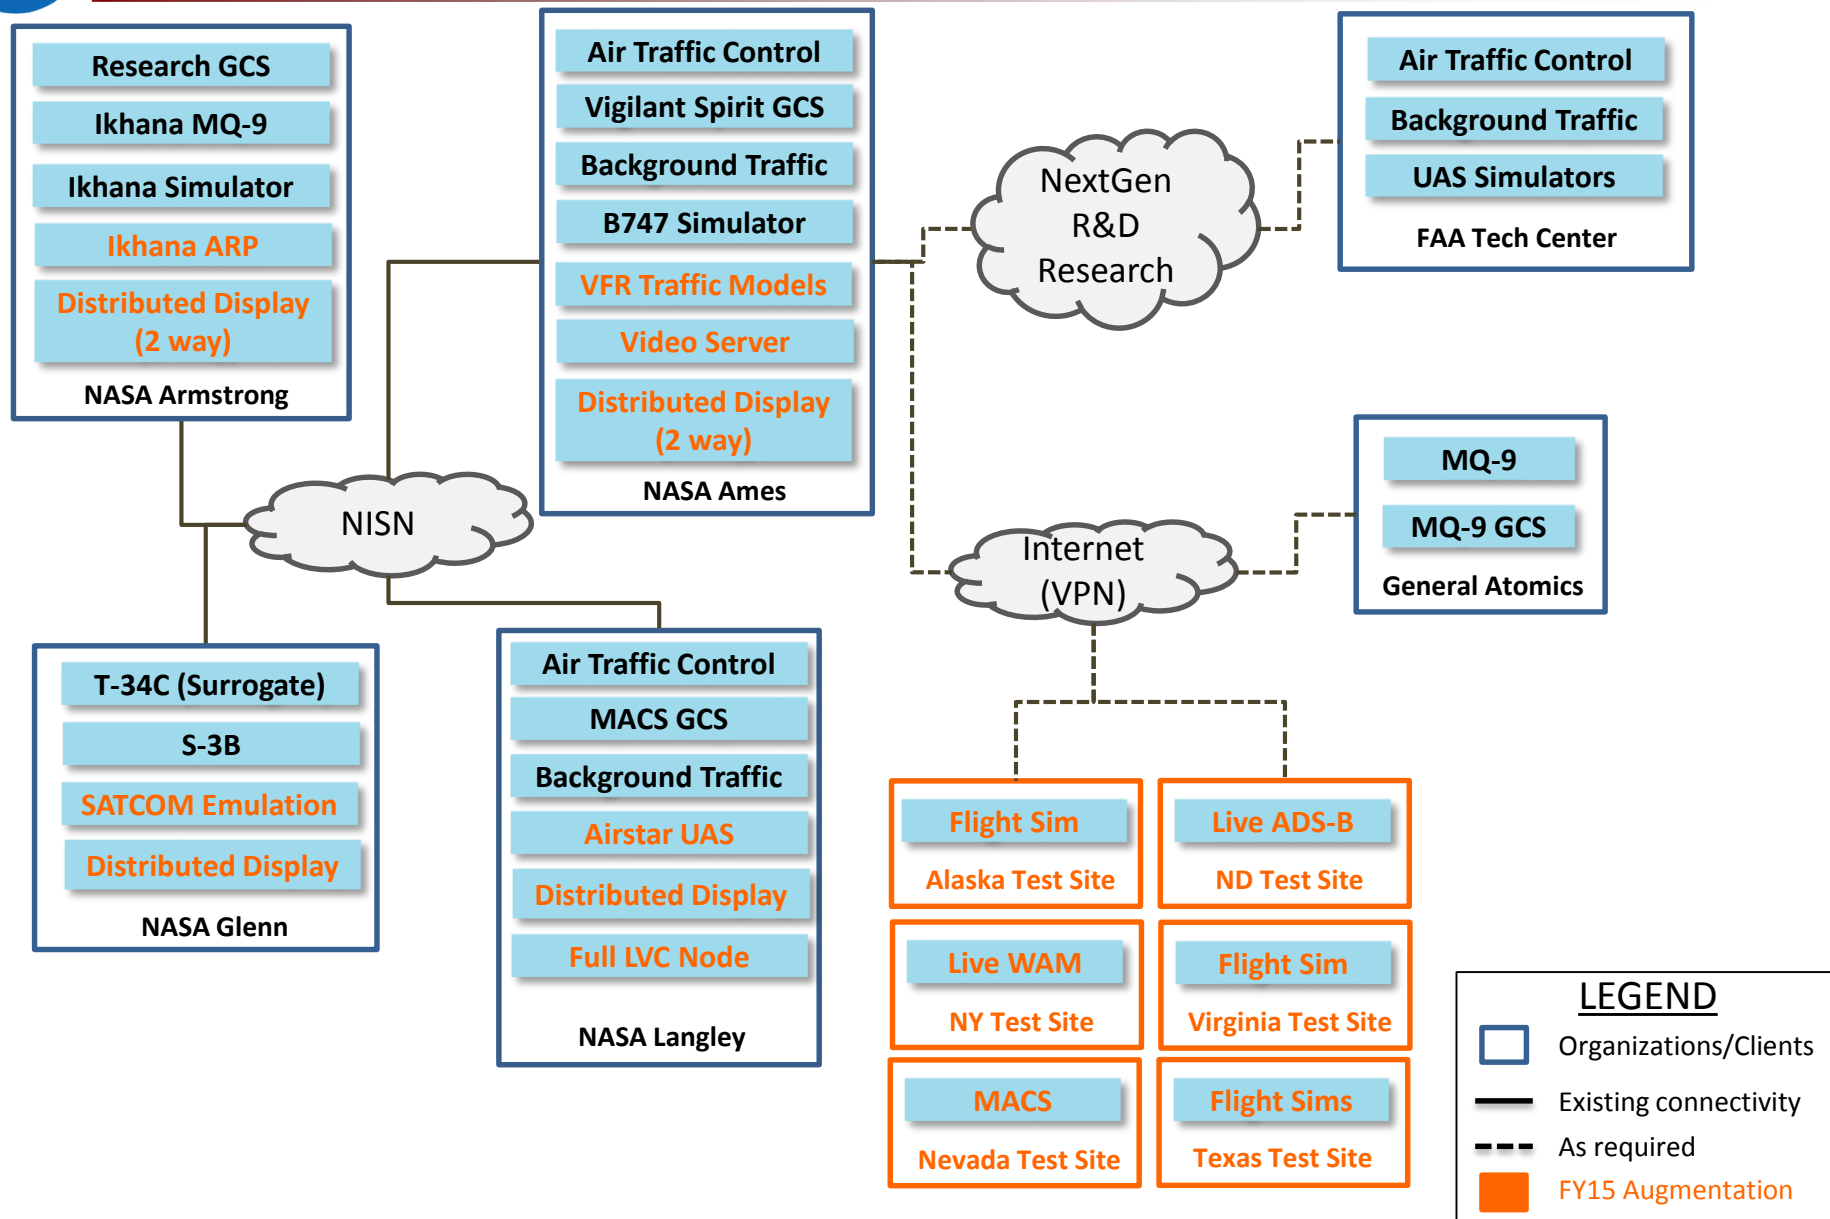 Research GCS
Ikhana MQ-9
Ikhana Simulator
Ikhana ARP
Distributed Display
(2 way)
NASA Armstrong
Air Traffic Control
Vigilant Spirit GCS
Background Traffic
B747 Simulator
VFR Traffic Models
Video Server
Distributed Display
(2 way)
NASA Ames
NextGen
R&D
Research
Air Traffic Control
Background Traffic
UAS Simulators
FAA Tech Center
NISN
Internet
(VPN)
MQ-9
MQ-9 GCS
General Atomics
T-34C (Surrogate)
S-3B
SATCOM Emulation
Distributed Display
NASA Glenn
Air Traffic Control
MACS GCS
Background Traffic
Airstar UAS
Distributed Display
Full LVC Node
NASA Langley
Flight Sim
Alaska Test Site
Live ADS-B
ND Test Site
Live WAM
NY Test Site
Flight Sim
Virginia Test Site
MACS
Nevada Test Site
Flight Sims
Texas Test Site
LEGEND
Organizations/Clients
Existing connectivity
As required
FY15 Augmentation